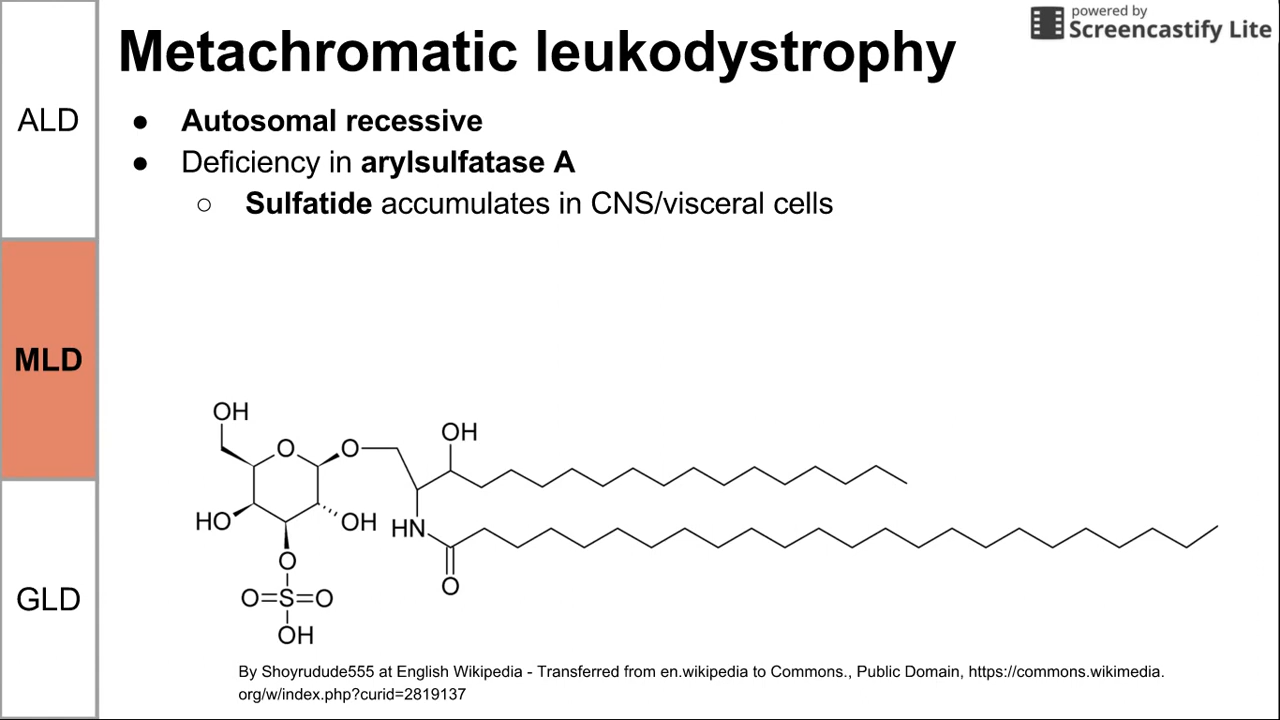 powered by
Screencastify Lite
Metachromatic leukodystrophy
ALD
● Autosomal recessive
● Deficiency in arylsulfatase A
○ Sulfatide accumulates in CNS/visceral cells
MLD
OH
OH
O
O
HO
OH
HN
O
O
O=S=O
OH
GLD
By Shoyrudude555 at English Wikipedia - Transferred from en.wikipedia to Commons., Public Domain, https://commons.wikimedia.
org/w/index.php?curid=2819137